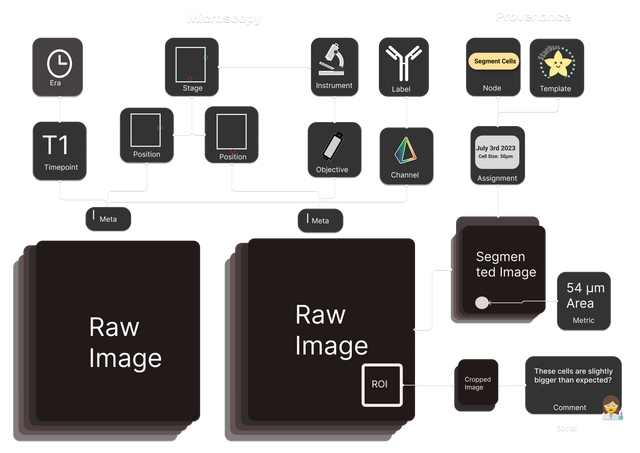 Microscopy
Provenance
Era
Stage
Instrument
Label
Segment Cells
Node
Template
T1
Timepoint
Position
Position
Objective
Channel
July 3rd 2023
Cell Size: 50µm
Assignment
Meta
Meta
Raw
Image
Raw
Image
ROI
Segmen
ted Image
54 µm
Area
Metric
Cropped
Image
These cells are slightly
bigger than expected?
Comment
Social